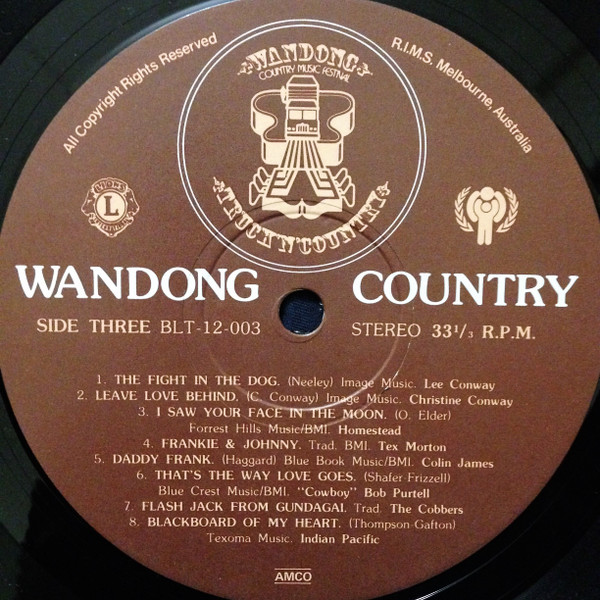 All Copyright Rights Reserved
R.I.M.S. Melbourne, Australia
WANDONG
COUNTRY MUSIC FESTIVAL
TRUCK'N'COUNTRY
LIONS
L
WANDONG COUNTRY
SIDE THREE BLT-12-003 STEREO 33 1/3 R.P.M.
1. THE FIGHT IN THE DOG. (Neeley) Image Music. Lee Conway
2. LEAVE LOVE BEHIND. (C. Conway) Image Music. Christine Conway
3. I SAW YOUR FACE IN THE MOON. (O. Elder)
Forrest Hills Music/BMI. Homestead
4. FRANKIE & JOHNNY. Trad. BMI. Tex Morton
5. DADDY FRANK. (Haggard) Blue Book Music/BMI. Colin James
6. THAT'S THE WAY LOVE GOES. (Shafer-Frizzell)
Blue Crest Music/BMI. "Cowboy" Bob Purtell
7. FLASH JACK FROM GUNDAGAI. Trad. The Cobbers
8. BLACKBOARD OF MY HEART. (Thompson-Gafton)
Texoma Music. Indian Pacific
AMCO